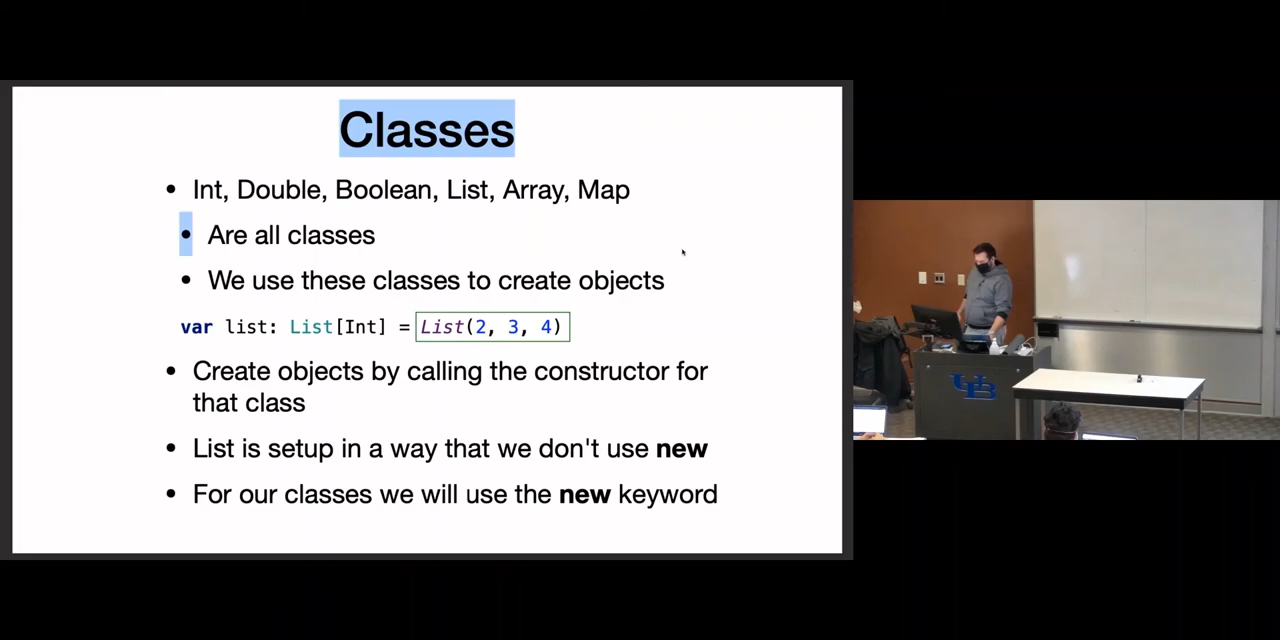 Classes
• Int, Double, Boolean, List, Array, Map
• Are all classes
• We use these classes to create objects
var list: List[Int] = List(2, 3, 4)
• Create objects by calling the constructor for
that class
• List is setup in a way that we don't use new
• For our classes we will use the new keyword
UB